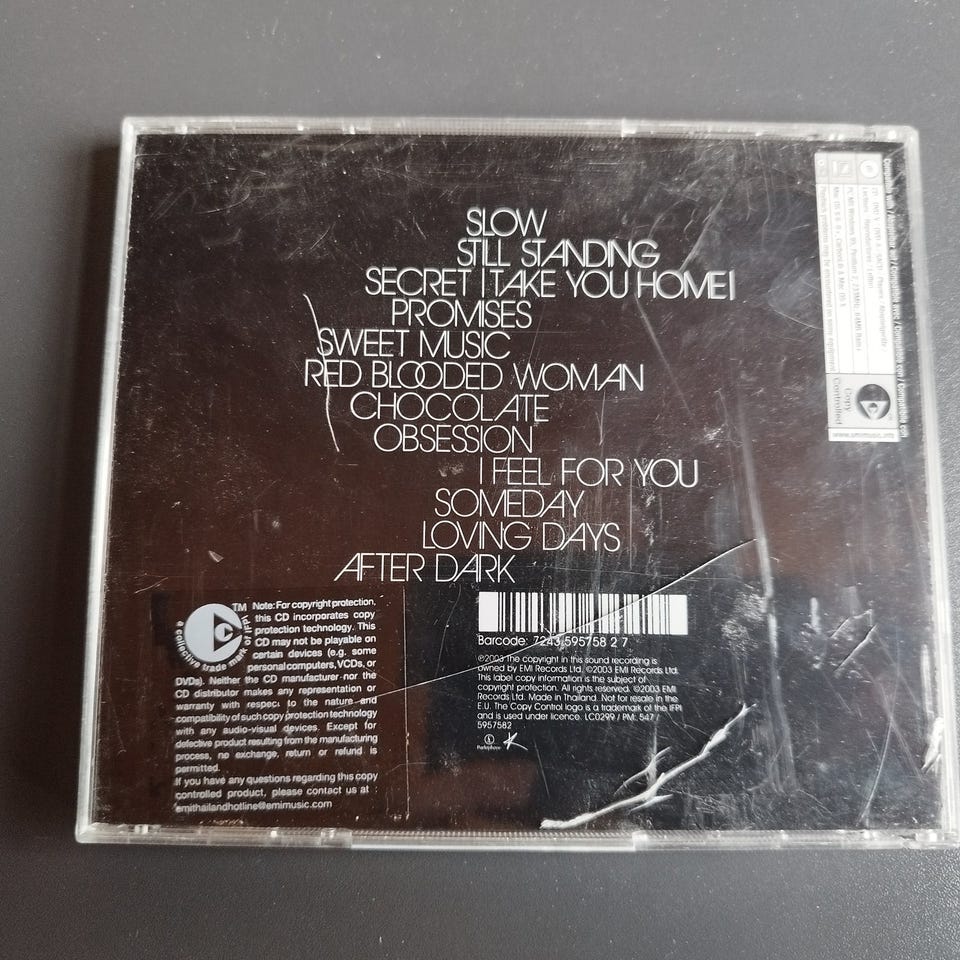 SLOW
STILL STANDING
SECRET (TAKE YOU HOME)
PROMISES
SWEET MUSIC
RED BLOODED WOMAN
CHOCOLATE
OBSESSION
I FEEL FOR YOU
SOMEDAY
LOVING DAYS
AFTER DARK
TM
e collective trade mark of IFPI
Note: For copyright protection,
this CD incorporates copy
protection technology. This
CD may not be playable on
certain devices (e.g. some
personal computers, VCDs, or
DVDs). Neither the CD manufacturer nor the
CD distributor makes any representation or
warranty with respect to the nature and
compatibility of such copy protection technology
with any audio-visual devices. Except for
defective product resulting from the manufacturing
process, no exchange, return or refund is
permitted.
If you have any questions regarding this copy
controlled product, please contact us at
emithailandhotline@emimusic.com
Barcode: 7243 595758 2 7
℗2003 The copyright in this sound recording is
owned by EMI Records Ltd. ©2003 EMI Records Ltd.
This label copy information is the subject of
copyright protection. All rights reserved. ©2003 EMI
Records Ltd. Made in Thailand. Not for resale in the
E.U. The Copy Control logo is a trademark of the IFPI
and is used under licence. LC0299 / PM: 547 /
5957582
Parlophone K
Copy
Controlled
www.emimusic.info